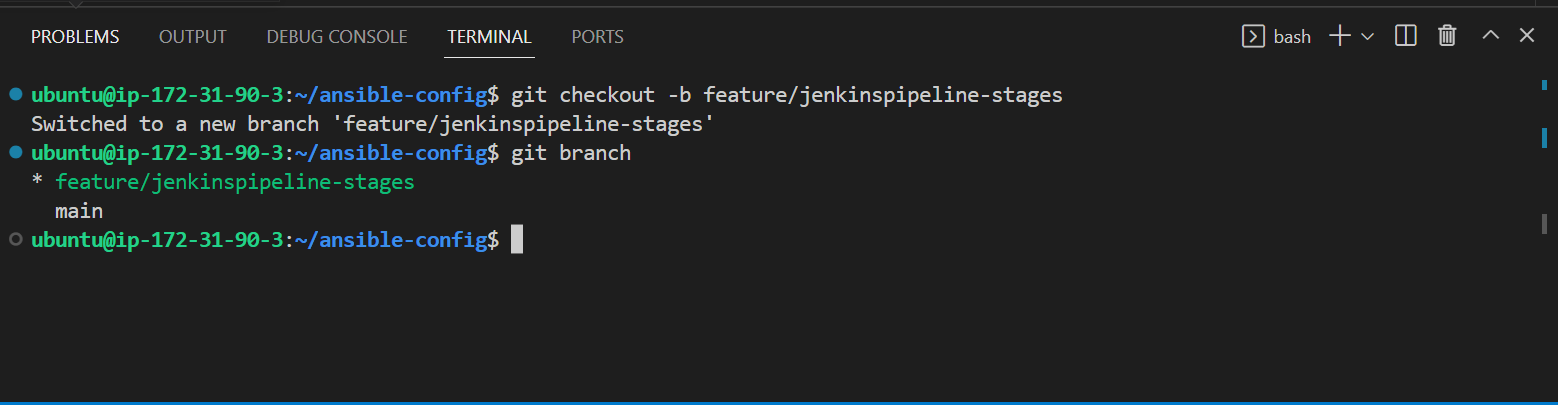 PROBLEMS OUTPUT DEBUG CONSOLE TERMINAL PORTS bash
ubuntu@ip-172-31-90-3:~/ansible-config$ git checkout -b feature/jenkinspipeline-stages
Switched to a new branch 'feature/jenkinspipeline-stages'
ubuntu@ip-172-31-90-3:~/ansible-config$ git branch
* feature/jenkinspipeline-stages
  main
ubuntu@ip-172-31-90-3:~/ansible-config$